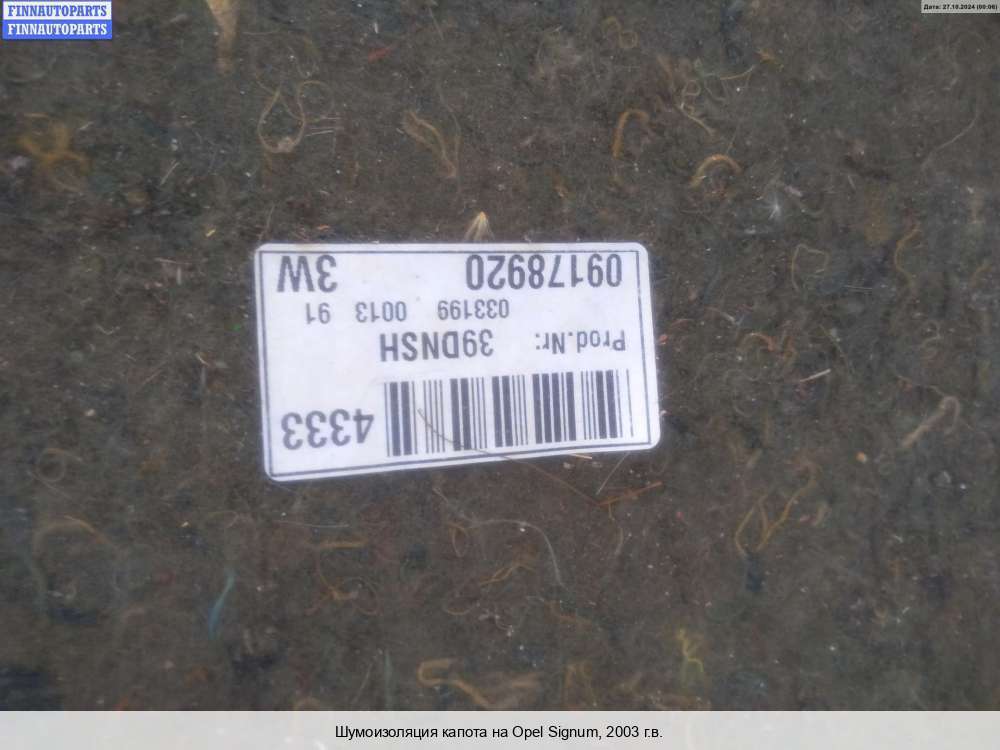 FINNAUTOPARTS
FINNAUTOPARTS
Дата: 27.10.2024 (00:06)
4333
Prod.Nr: 39DNSH
033199 0013 91
09178920 3W
Шумоизоляция капота на Opel Signum, 2003 г.в.